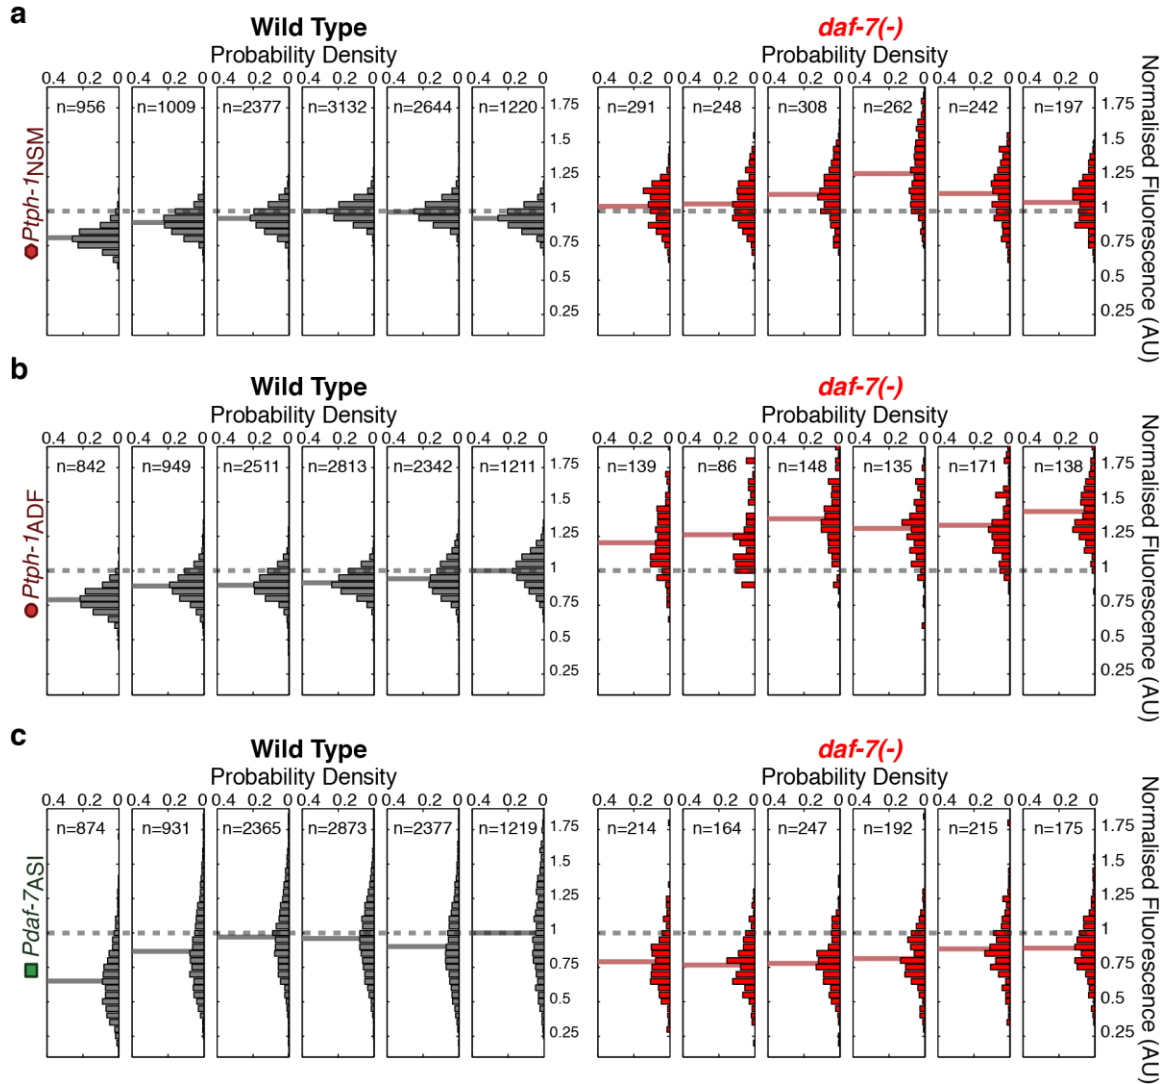 a
Wild Type
daf-7(-)
Probability Density
Probability Density
0.4 0.2 0 0.4 0.2 0 0.4 0.2 0 0.4 0.2 0 0.4 0.2 0 0.4 0.2 0
0.4 0.2 0 0.4 0.2 0 0.4 0.2 0 0.4 0.2 0 0.4 0.2 0 0.4 0.2 0
n=956 n=1009 n=2377 n=3132 n=2644 n=1220
n=291 n=248 n=308 n=262 n=242 n=197
1.75 1.75
1.5 1.5
1.25 1.25
1 1
0.75 0.75
0.5 0.5
0.25 0.25
Ptph-1NSM
Normalised Fluorescence (AU)
b
Wild Type
daf-7(-)
Probability Density
Probability Density
0.4 0.2 0 0.4 0.2 0 0.4 0.2 0 0.4 0.2 0 0.4 0.2 0 0.4 0.2 0
0.4 0.2 0 0.4 0.2 0 0.4 0.2 0 0.4 0.2 0 0.4 0.2 0 0.4 0.2 0
n=842 n=949 n=2511 n=2813 n=2342 n=1211
n=139 n=86 n=148 n=135 n=171 n=138
1.75 1.75
1.5 1.5
1.25 1.25
1 1
0.75 0.75
0.5 0.5
0.25 0.25
Ptph-1ADF
Normalised Fluorescence (AU)
c
Wild Type
daf-7(-)
Probability Density
Probability Density
0.4 0.2 0 0.4 0.2 0 0.4 0.2 0 0.4 0.2 0 0.4 0.2 0 0.4 0.2 0
0.4 0.2 0 0.4 0.2 0 0.4 0.2 0 0.4 0.2 0 0.4 0.2 0 0.4 0.2 0
n=874 n=931 n=2365 n=2873 n=2377 n=1219
n=214 n=164 n=247 n=192 n=215 n=175
1.75 1.75
1.5 1.5
1.25 1.25
1 1
0.75 0.75
0.5 0.5
0.25 0.25
Pdaf-7ASI
Normalised Fluorescence (AU)